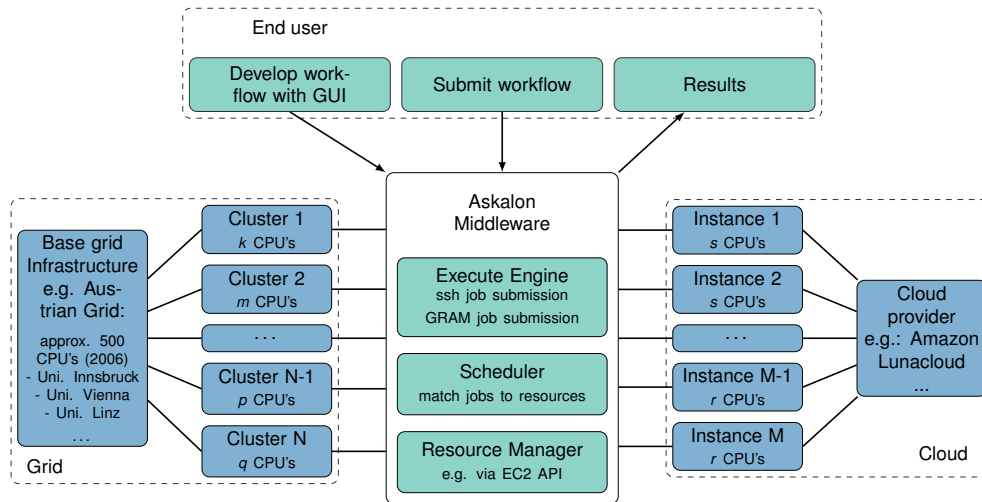 End user
Develop work-
flow with GUI
Submit workflow
Results
Askalon
Middleware
Execute Engine
ssh job submission
GRAM job submission
Scheduler
match jobs to resources
Resource Manager
e.g. via EC2 API
Base grid
Infrastructure
e.g. Aus-
trian Grid:
approx. 500
CPU's (2006)
- Uni. Innsbruck
- Uni. Vienna
- Uni. Linz
...
Grid
Cluster 1
k CPU's
Cluster 2
m CPU's
...
Cluster N-1
p CPU's
Cluster N
q CPU's
Instance 1
s CPU's
Instance 2
s CPU's
...
Instance M-1
r CPU's
Instance M
r CPU's
Cloud
provider
e.g.: Amazon
Lunacloud
...
Cloud